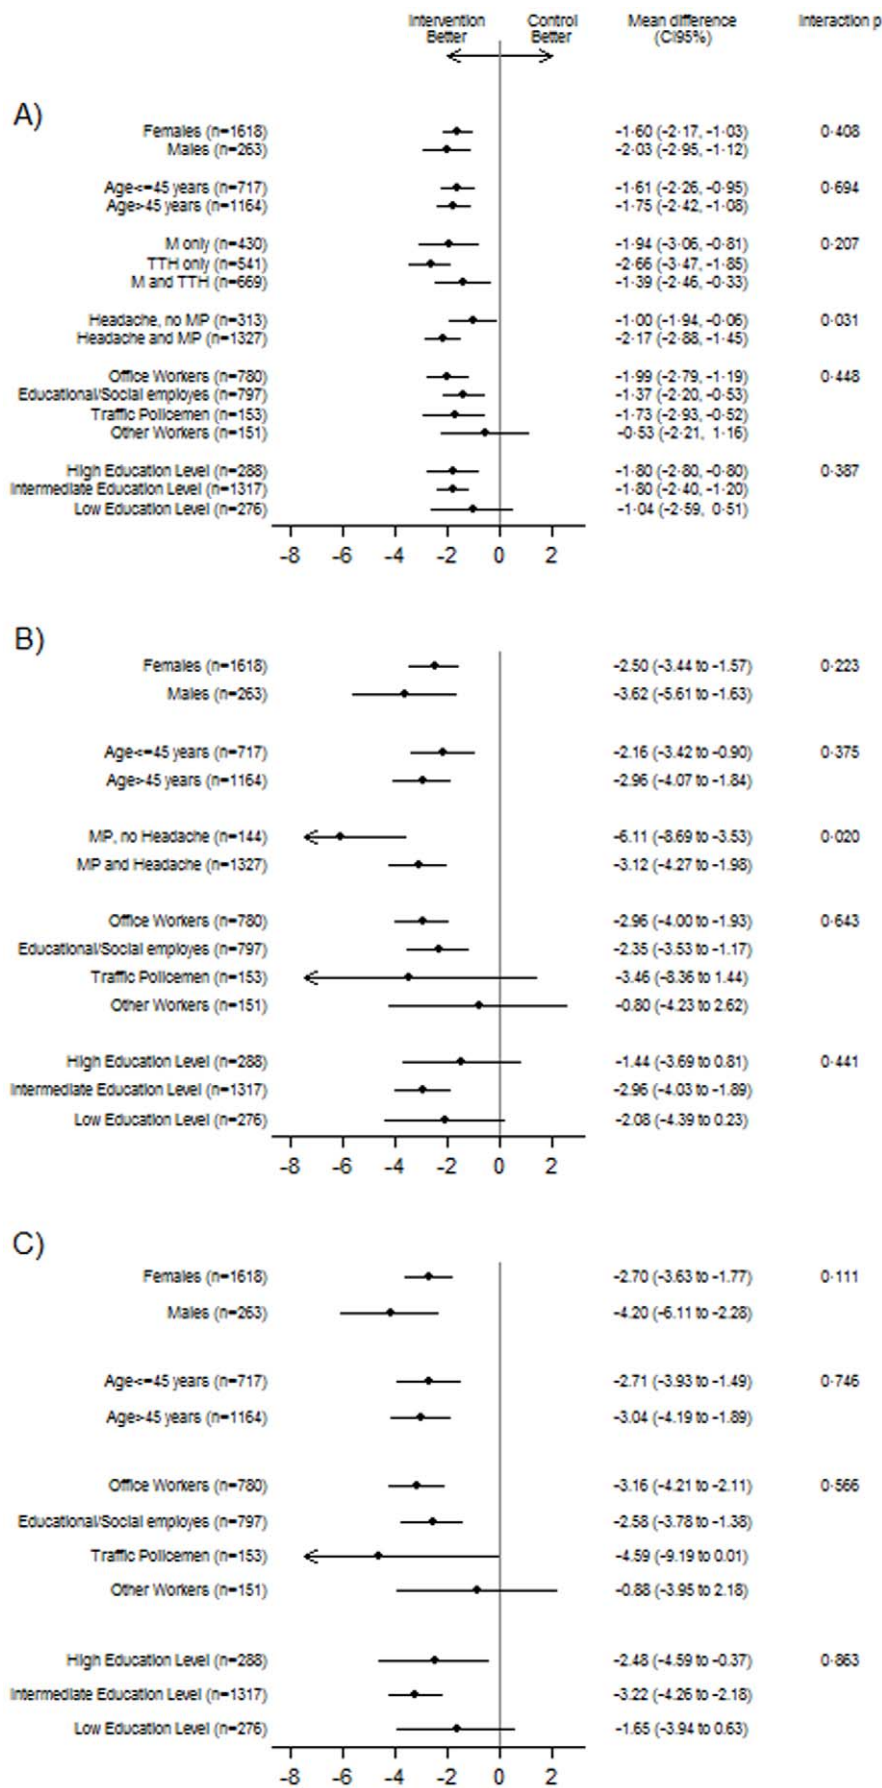 Intervention Better Control Better Mean difference (CI95%) Interaction p
A)
Females (n=1618) -1·60 (-2·17, -1·03) 0·408
Males (n=263) -2·03 (-2·95, -1·12)
Age<=45 years (n=717) -1·61 (-2·26, -0·95) 0·694
Age>45 years (n=1164) -1·75 (-2·42, -1·08)
M only (n=430) -1·94 (-3·06, -0·81) 0·207
TTH only (n=541) -2·66 (-3·47, -1·85)
M and TTH (n=669) -1·39 (-2·46, -0·33)
Headache, no MP (n=313) -1·00 (-1·94, -0·06) 0·031
Headache and MP (n=1327) -2·17 (-2·88, -1·45)
Office Workers (n=780) -1·99 (-2·79, -1·19) 0·448
Educational/Social employes (n=797) -1·37 (-2·20, -0·53)
Traffic Policemen (n=153) -1·73 (-2·93, -0·52)
Other Workers (n=151) -0·53 (-2·21, 1·16)
High Education Level (n=288) -1·80 (-2·80, -0·80) 0·387
Intermediate Education Level (n=1317) -1·80 (-2·40, -1·20)
Low Education Level (n=276) -1·04 (-2·59, 0·51)
-8 -6 -4 -2 0 2
B)
Females (n=1618) -2.50 (-3.44 to -1.57) 0·223
Males (n=263) -3.62 (-5.61 to -1.63)
Age<=45 years (n=717) -2.16 (-3.42 to -0.90) 0·375
Age>45 years (n=1164) -2.96 (-4.07 to -1.84)
MP, no Headache (n=144) -6.11 (-8.69 to -3.53) 0·020
MP and Headache (n=1327) -3.12 (-4.27 to -1.98)
Office Workers (n=780) -2.96 (-4.00 to -1.93) 0·643
Educational/Social employes (n=797) -2.35 (-3.53 to -1.17)
Traffic Policemen (n=153) -3.46 (-8.36 to 1.44)
Other Workers (n=151) -0.80 (-4.23 to 2.62)
High Education Level (n=288) -1.44 (-3.69 to 0.81) 0·441
Intermediate Education Level (n=1317) -2.96 (-4.03 to -1.89)
Low Education Level (n=276) -2.08 (-4.39 to 0.23)
-8 -6 -4 -2 0 2
C)
Females (n=1618) -2.70 (-3.63 to -1.77) 0·111
Males (n=263) -4.20 (-6.11 to -2.28)
Age<=45 years (n=717) -2.71 (-3.93 to -1.49) 0·746
Age>45 years (n=1164) -3.04 (-4.19 to -1.89)
Office Workers (n=780) -3.16 (-4.21 to -2.11) 0·566
Educational/Social employes (n=797) -2.58 (-3.78 to -1.38)
Traffic Policemen (n=153) -4.59 (-9.19 to 0.01)
Other Workers (n=151) -0.88 (-3.95 to 2.18)
High Education Level (n=288) -2.48 (-4.59 to -0.37) 0·863
Intermediate Education Level (n=1317) -3.22 (-4.26 to -2.18)
Low Education Level (n=276) -1.65 (-3.94 to 0.63)
-8 -6 -4 -2 0 2